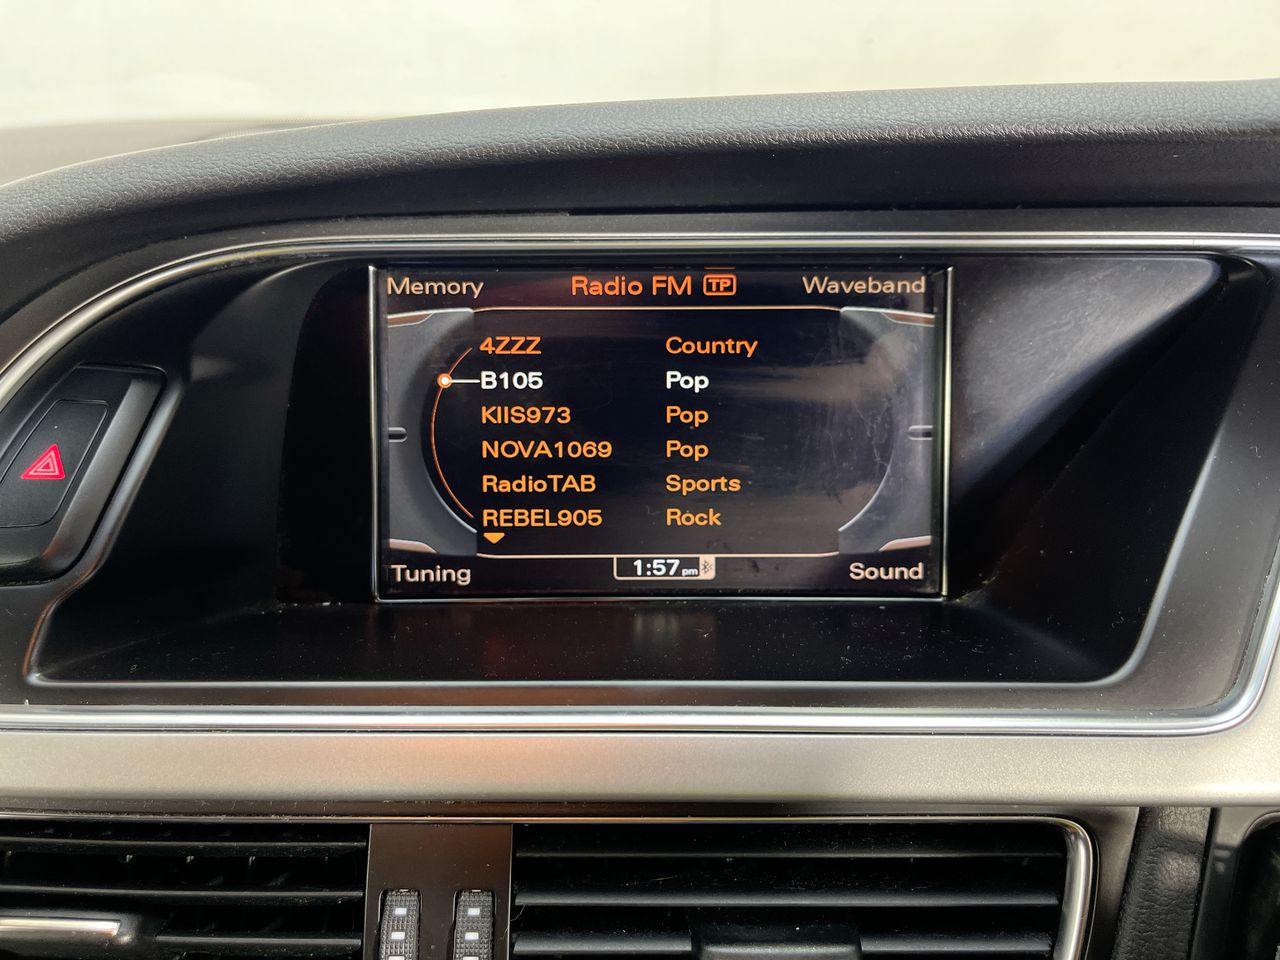 Memory Radio FM TP Waveband
4ZZZ Country
B105 Pop
KIIS973 Pop
NOVA1069 Pop
RadioTAB Sports
REBEL905 Rock
Tuning 1:57 pm Sound